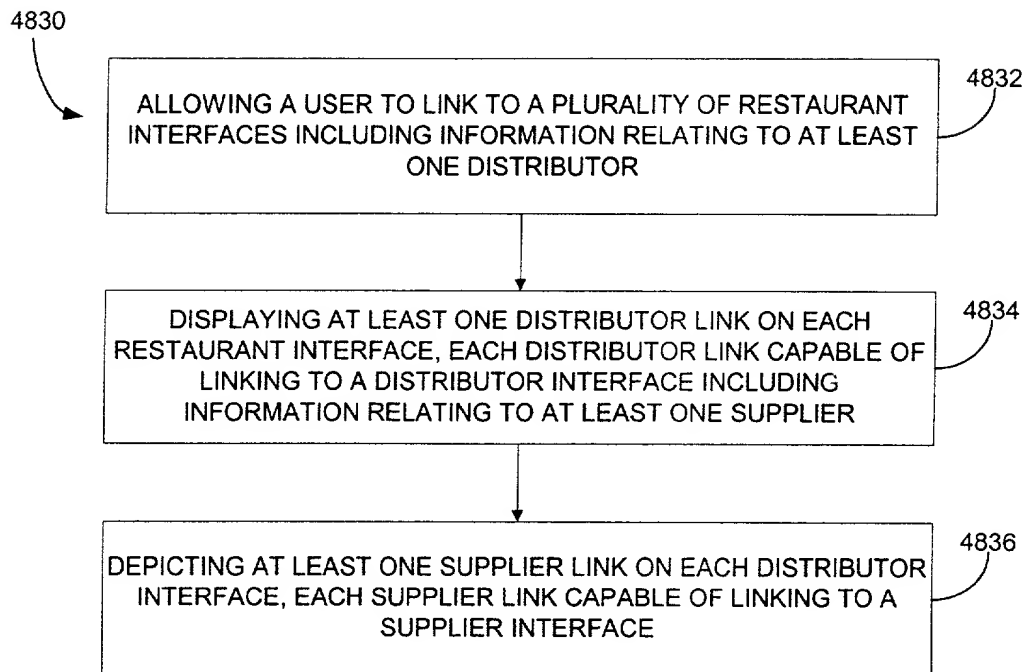 4830
4832
ALLOWING A USER TO LINK TO A PLURALITY OF RESTAURANT
INTERFACES INCLUDING INFORMATION RELATING TO AT LEAST
ONE DISTRIBUTOR
4834
DISPLAYING AT LEAST ONE DISTRIBUTOR LINK ON EACH
RESTAURANT INTERFACE, EACH DISTRIBUTOR LINK CAPABLE OF
LINKING TO A DISTRIBUTOR INTERFACE INCLUDING
INFORMATION RELATING TO AT LEAST ONE SUPPLIER
4836
DEPICTING AT LEAST ONE SUPPLIER LINK ON EACH DISTRIBUTOR
INTERFACE, EACH SUPPLIER LINK CAPABLE OF LINKING TO A
SUPPLIER INTERFACE